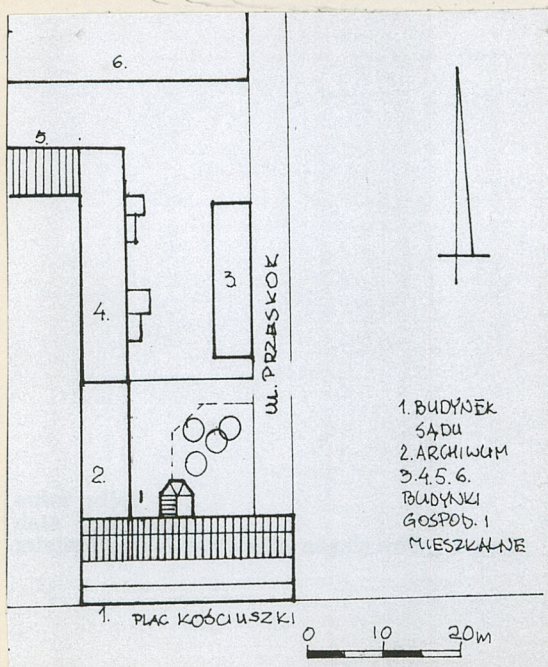 6.
5.
4.
3.
ul. PRZESKOK
2.
1. BUDYNEK
SĄDU
2. ARCHIWUM
3.4.5.6.
BUDYNKI
GOSPOD. I
MIESZKALNE
1. PLAC KOŚCIUSZKI
0 10 20m